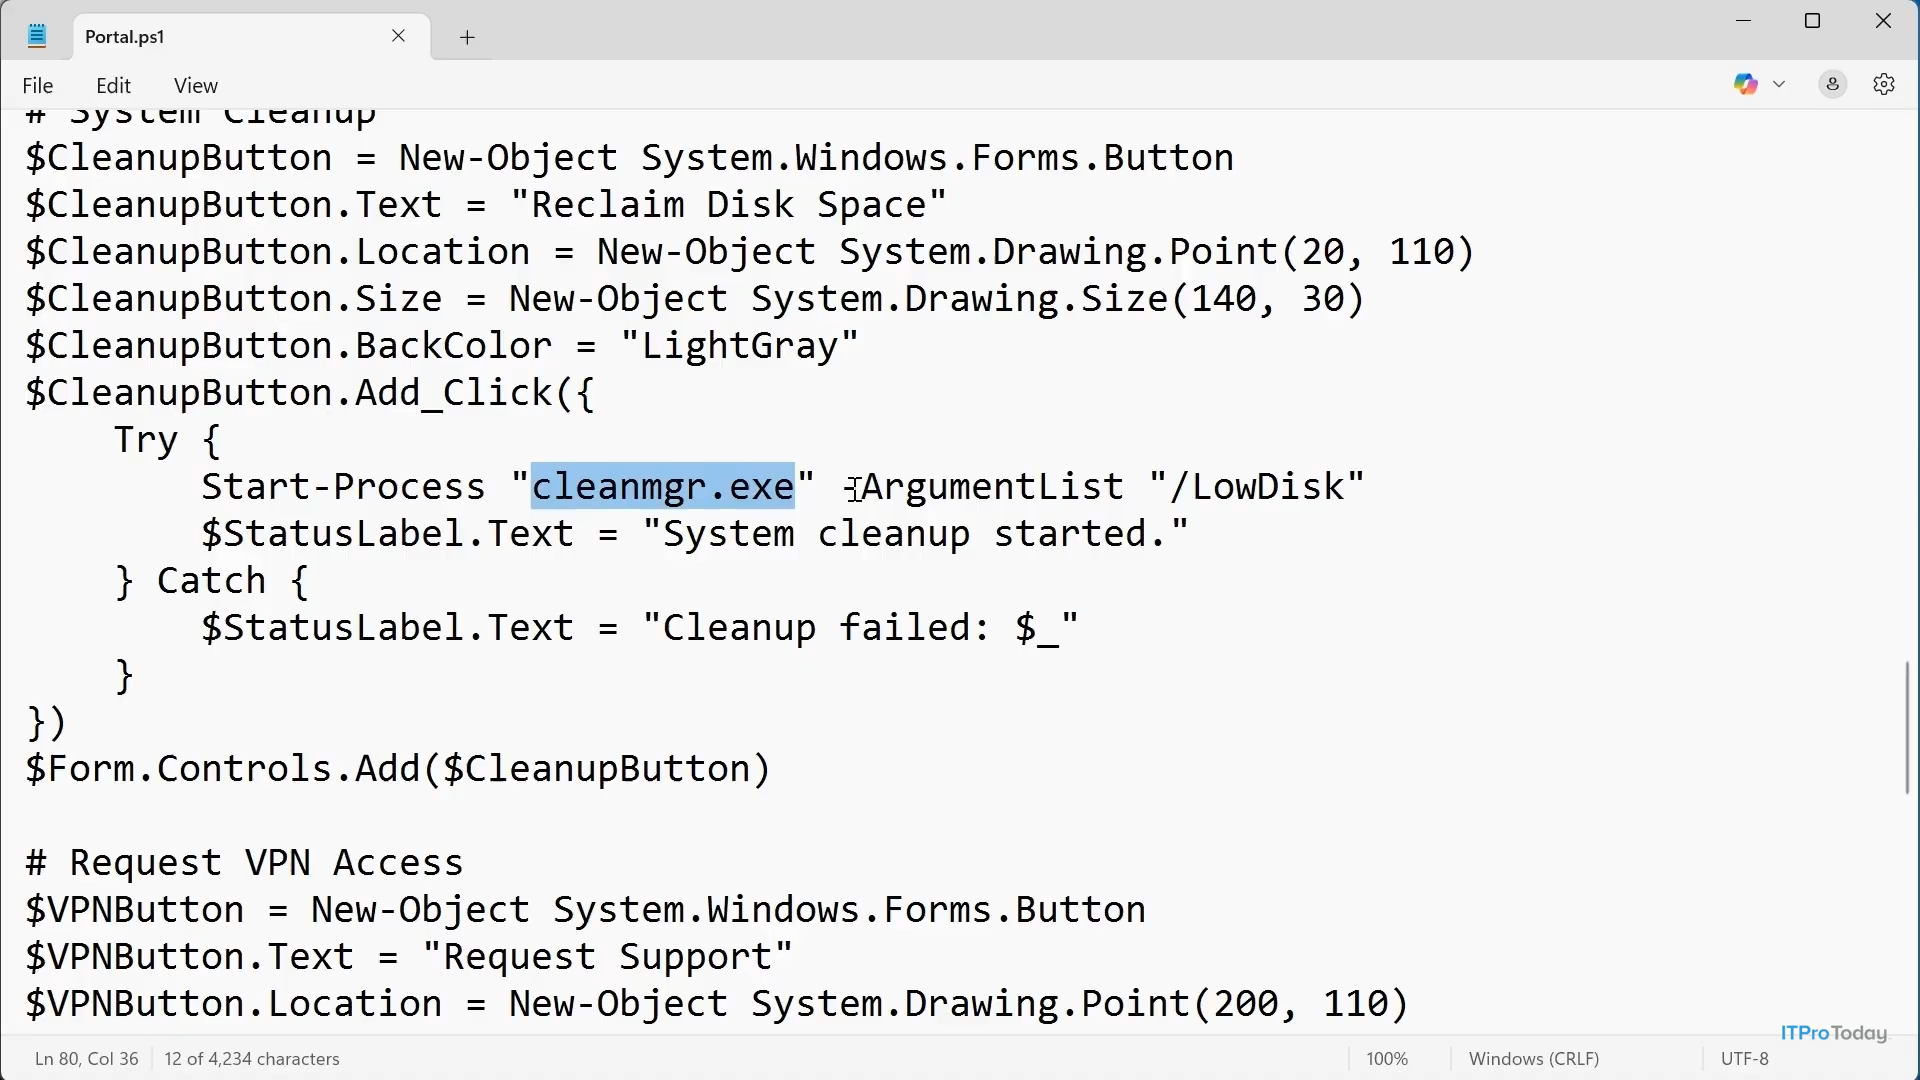 Portal.ps1
File Edit View
# System Cleanup
$CleanupButton = New-Object System.Windows.Forms.Button
$CleanupButton.Text = "Reclaim Disk Space"
$CleanupButton.Location = New-Object System.Drawing.Point(20, 110)
$CleanupButton.Size = New-Object System.Drawing.Size(140, 30)
$CleanupButton.BackColor = "LightGray"
$CleanupButton.Add_Click({
    Try {
        Start-Process "cleanmgr.exe" -ArgumentList "/LowDisk"
        $StatusLabel.Text = "System cleanup started."
    } Catch {
        $StatusLabel.Text = "Cleanup failed: $_"
    }
})
$Form.Controls.Add($CleanupButton)
# Request VPN Access
$VPNButton = New-Object System.Windows.Forms.Button
$VPNButton.Text = "Request Support"
$VPNButton.Location = New-Object System.Drawing.Point(200, 110)
ITProToday
Ln 80, Col 36 12 of 4,234 characters 100% Windows (CRLF) UTF-8